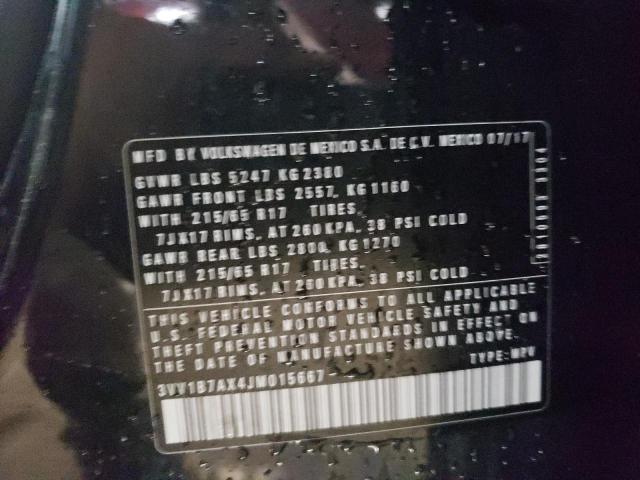 MFD BY VOLKSWAGEN DE MEXICO S.A. DE C.V. MEXICO 07/17
GVWR LBS 5247 KG 2380
GAWR FRONT LBS 2557, KG 1160
WITH 215/65 R17 TIRES,
7JX17 RIMS, AT 260 KPA, 38 PSI COLD
GAWR REAR LBS 2800, KG 1270
WITH 215/65 R17 TIRES,
7JX17 RIMS, AT 260 KPA, 38 PSI COLD
THIS VEHICLE CONFORMS TO ALL APPLICABLE
U.S. FEDERAL MOTOR VEHICLE SAFETY AND
THEFT PREVENTION STANDARDS IN EFFECT ON
THE DATE OF MANUFACTURE SHOWN ABOVE.
TYPE: MPV
3VV1B7AX4JM015667